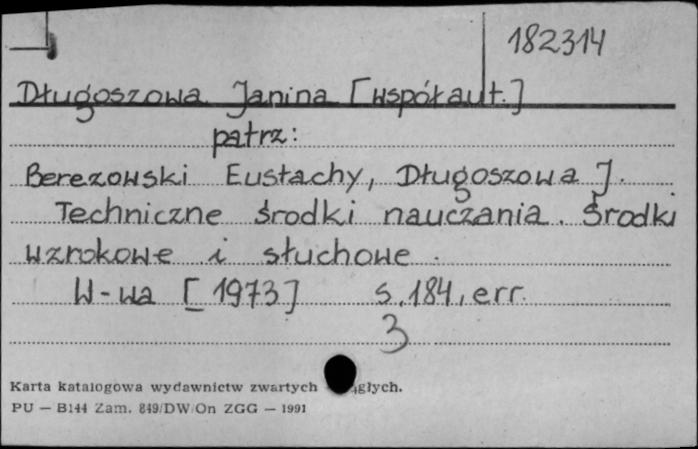 182314
Długoszowa Janina [współaut.]
patrz:
Berezowski Eustachy, Długoszowa J.
Techniczne środki nauczania. Środki
wzrokowe i słuchowe.
W-wa [1973] s. 184, err.
3
Karta katalogowa wydawnictw zwartych głych.
PU — B144 Zam. 849/DW/On ZGG — 1991